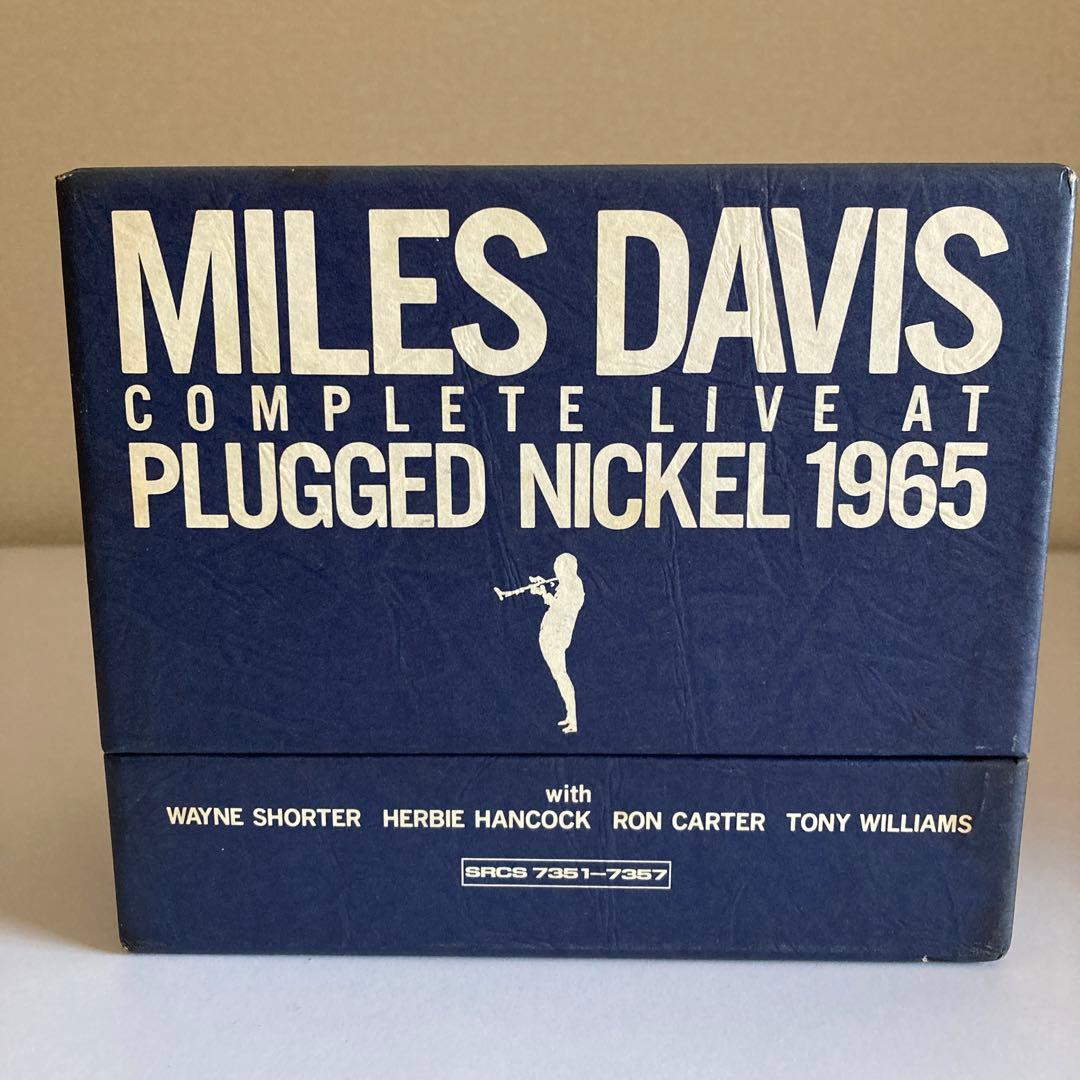 MILES DAVIS
COMPLETE LIVE AT
PLUGGED NICKEL 1965
with
WAYNE SHORTER HERBIE HANCOCK RON CARTER TONY WILLIAMS
SRCS 7351–7357